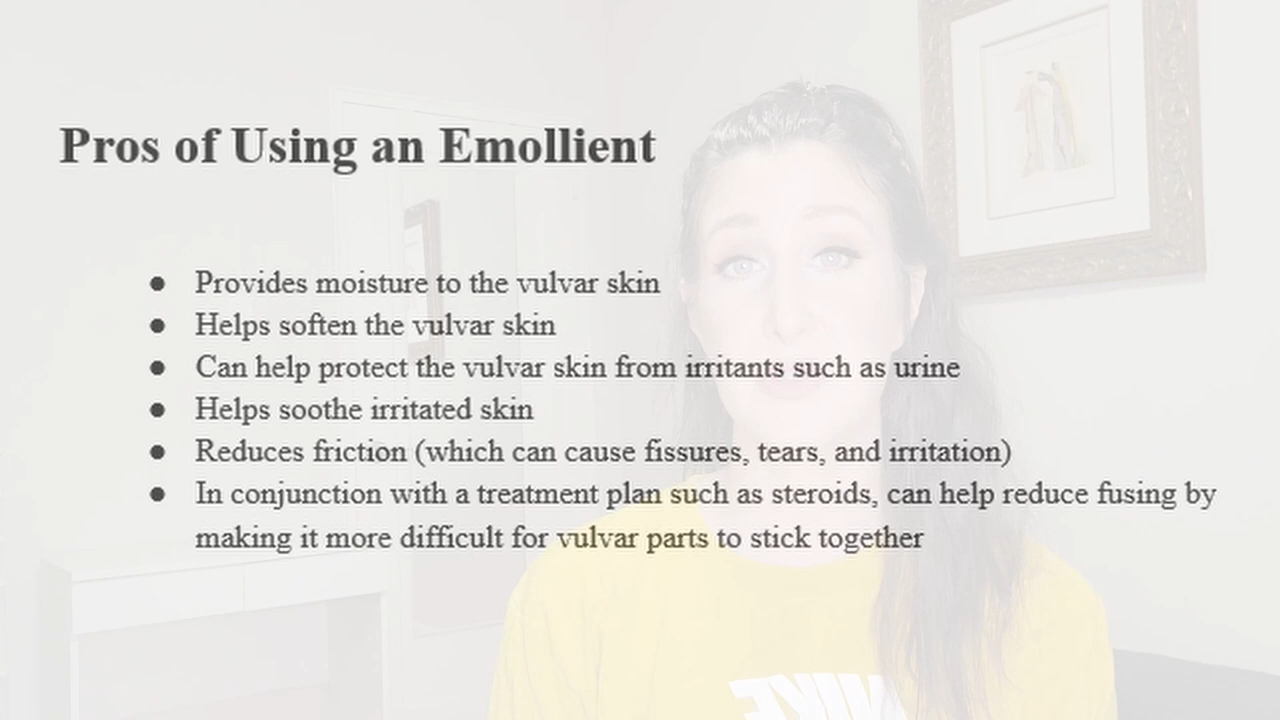 Pros of Using an Emollient
● Provides moisture to the vulvar skin
● Helps soften the vulvar skin
● Can help protect the vulvar skin from irritants such as urine
● Helps soothe irritated skin
● Reduces friction (which can cause fissures, tears, and irritation)
● In conjunction with a treatment plan such as steroids, can help reduce fusing by
making it more difficult for vulvar parts to stick together
NIKE